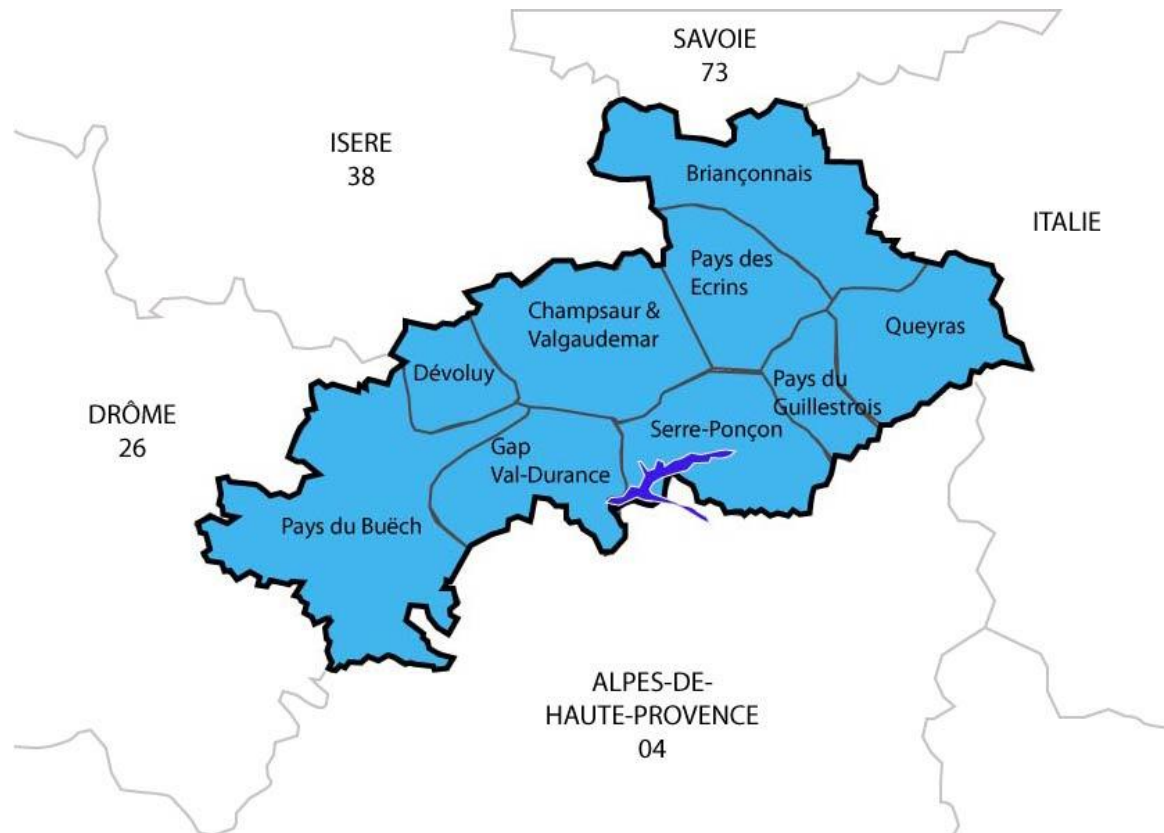 SAVOIE
73
ISERE
38
Briançonnais
ITALIE
Pays des
Ecrins
Champsaur &
Valgaudemar
Queyras
Dévoluy
Pays du
Guillestrois
DRÔME
26
Serre-Ponçon
Gap
Val-Durance
Pays du Buëch
ALPES-DE-
HAUTE-PROVENCE
04